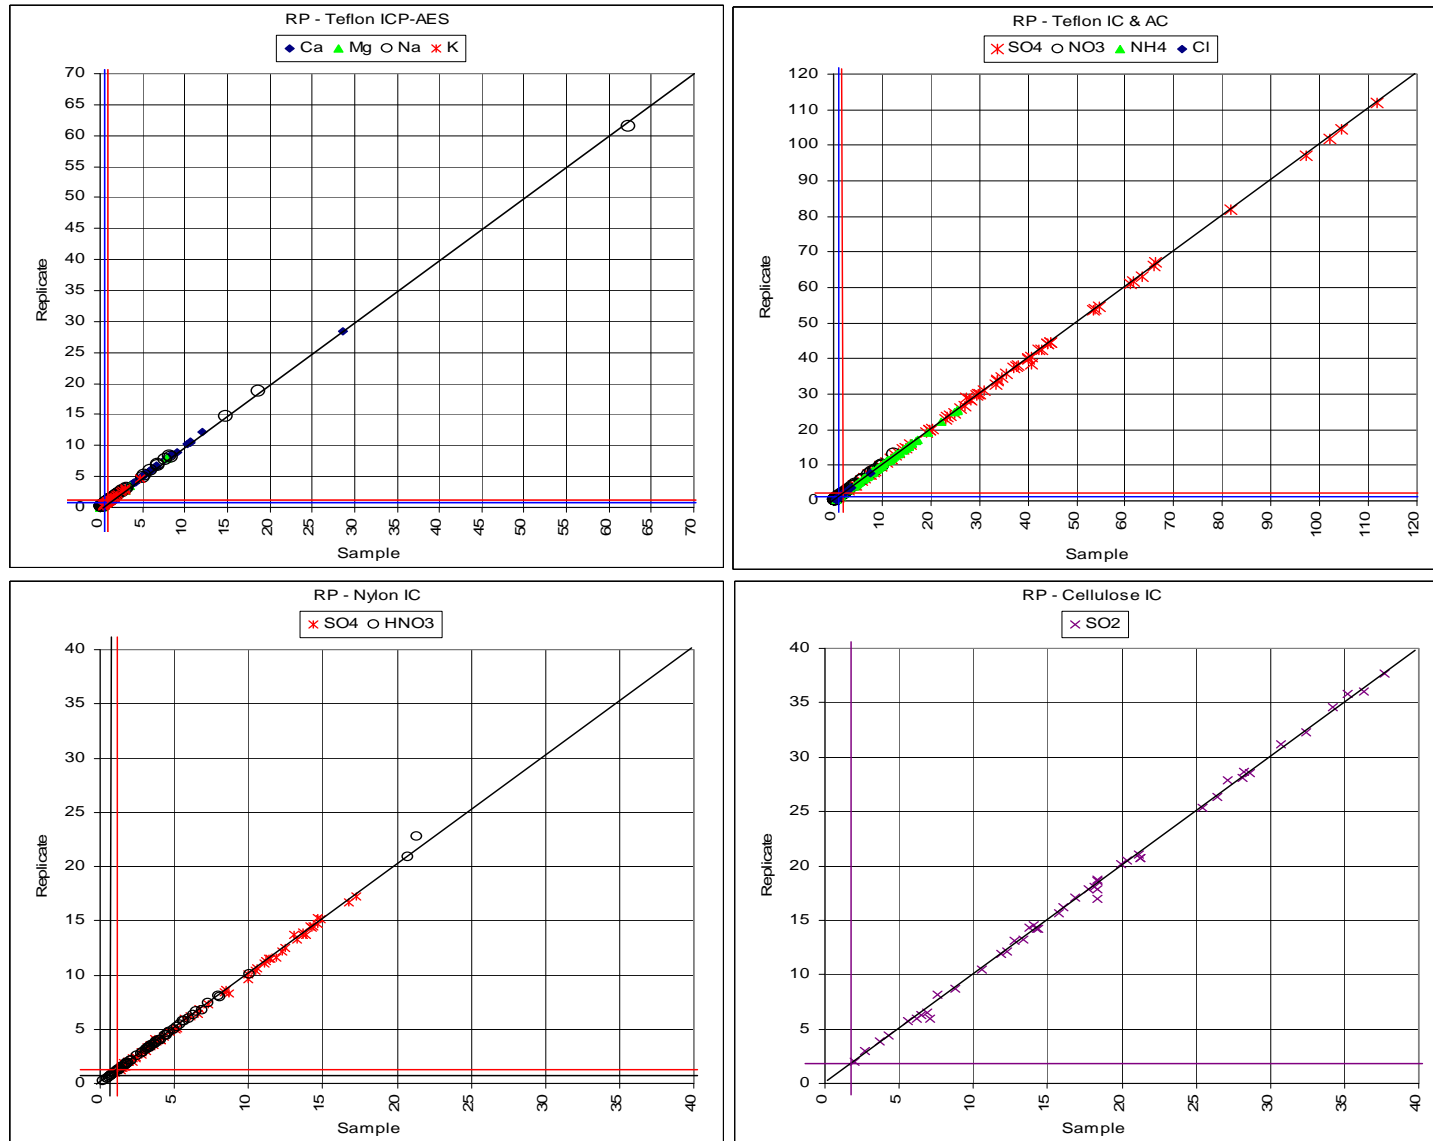 RP - Teflon ICP-AES
Ca Mg Na K
70
65
60
55
50
45
40
35
30
25
20
15
10
5
0
Replicate
0 5 10 15 20 25 30 35 40 45 50 55 60 65 70
Sample
RP - Teflon IC & AC
SO4 NO3 NH4 Cl
120
110
100
90
80
70
60
50
40
30
20
10
0
Replicate
0 10 20 30 40 50 60 70 80 90 100 110 120
Sample
RP - Nylon IC
SO4 HNO3
40
35
30
25
20
15
10
5
0
Replicate
0 5 10 15 20 25 30 35 40
Sample
RP - Cellulose IC
SO2
40
35
30
25
20
15
10
5
0
Replicate
0 5 10 15 20 25 30 35 40
Sample